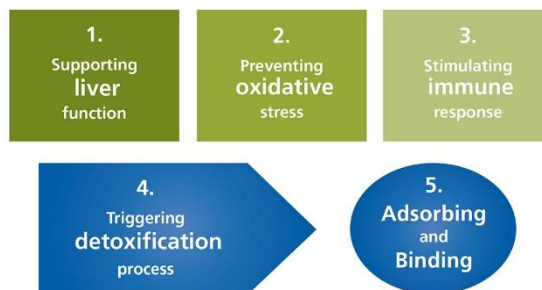 1.
Supporting
liver
function
2.
Preventing
oxidative
stress
3.
Stimulating
immune
response
4.
Triggering
detoxification
process
5.
Adsorbing
and
Binding